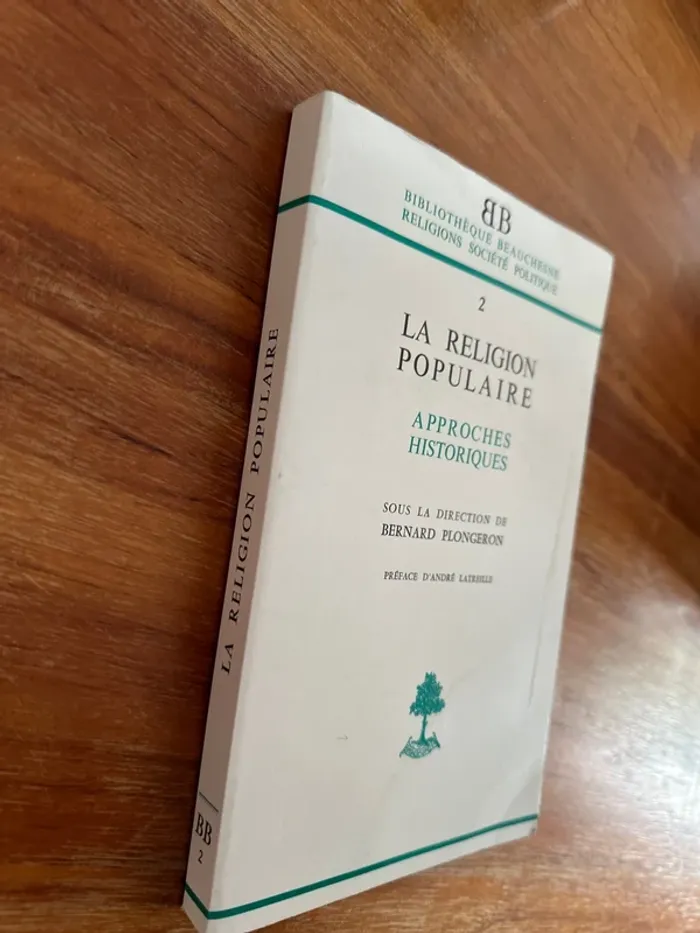 BB
BIBLIOTHÈQUE BEAUCHESNE
RELIGIONS SOCIÉTÉ POLITIQUE
2
LA RELIGION
POPULAIRE
APPROCHES
HISTORIQUES
SOUS LA DIRECTION DE
BERNARD PLONGERON
PRÉFACE D'ANDRÉ LATREILLE
LA RELIGION POPULAIRE
BB
2